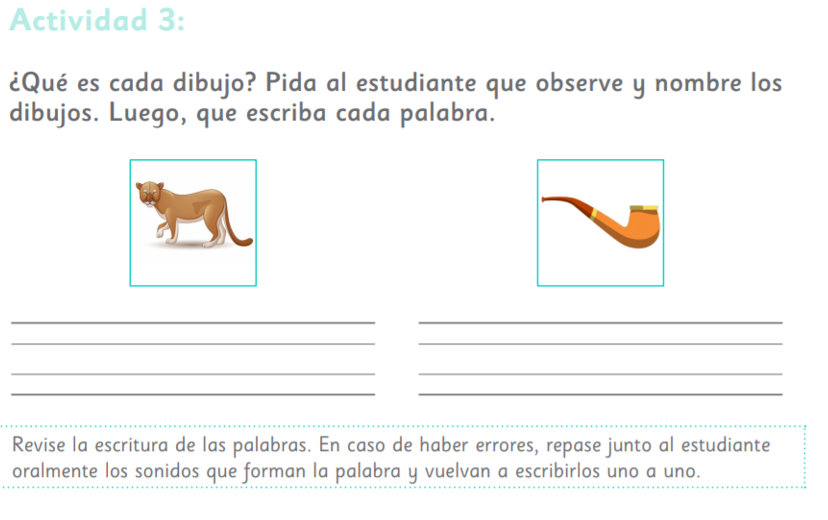 Actividad 3:
¿Qué es cada dibujo? Pida al estudiante que observe y nombre los
dibujos. Luego, que escriba cada palabra.
Revise la escritura de las palabras. En caso de haber errores, repase junto al estudiante
oralmente los sonidos que forman la palabra y vuelvan a escribirlos uno a uno.